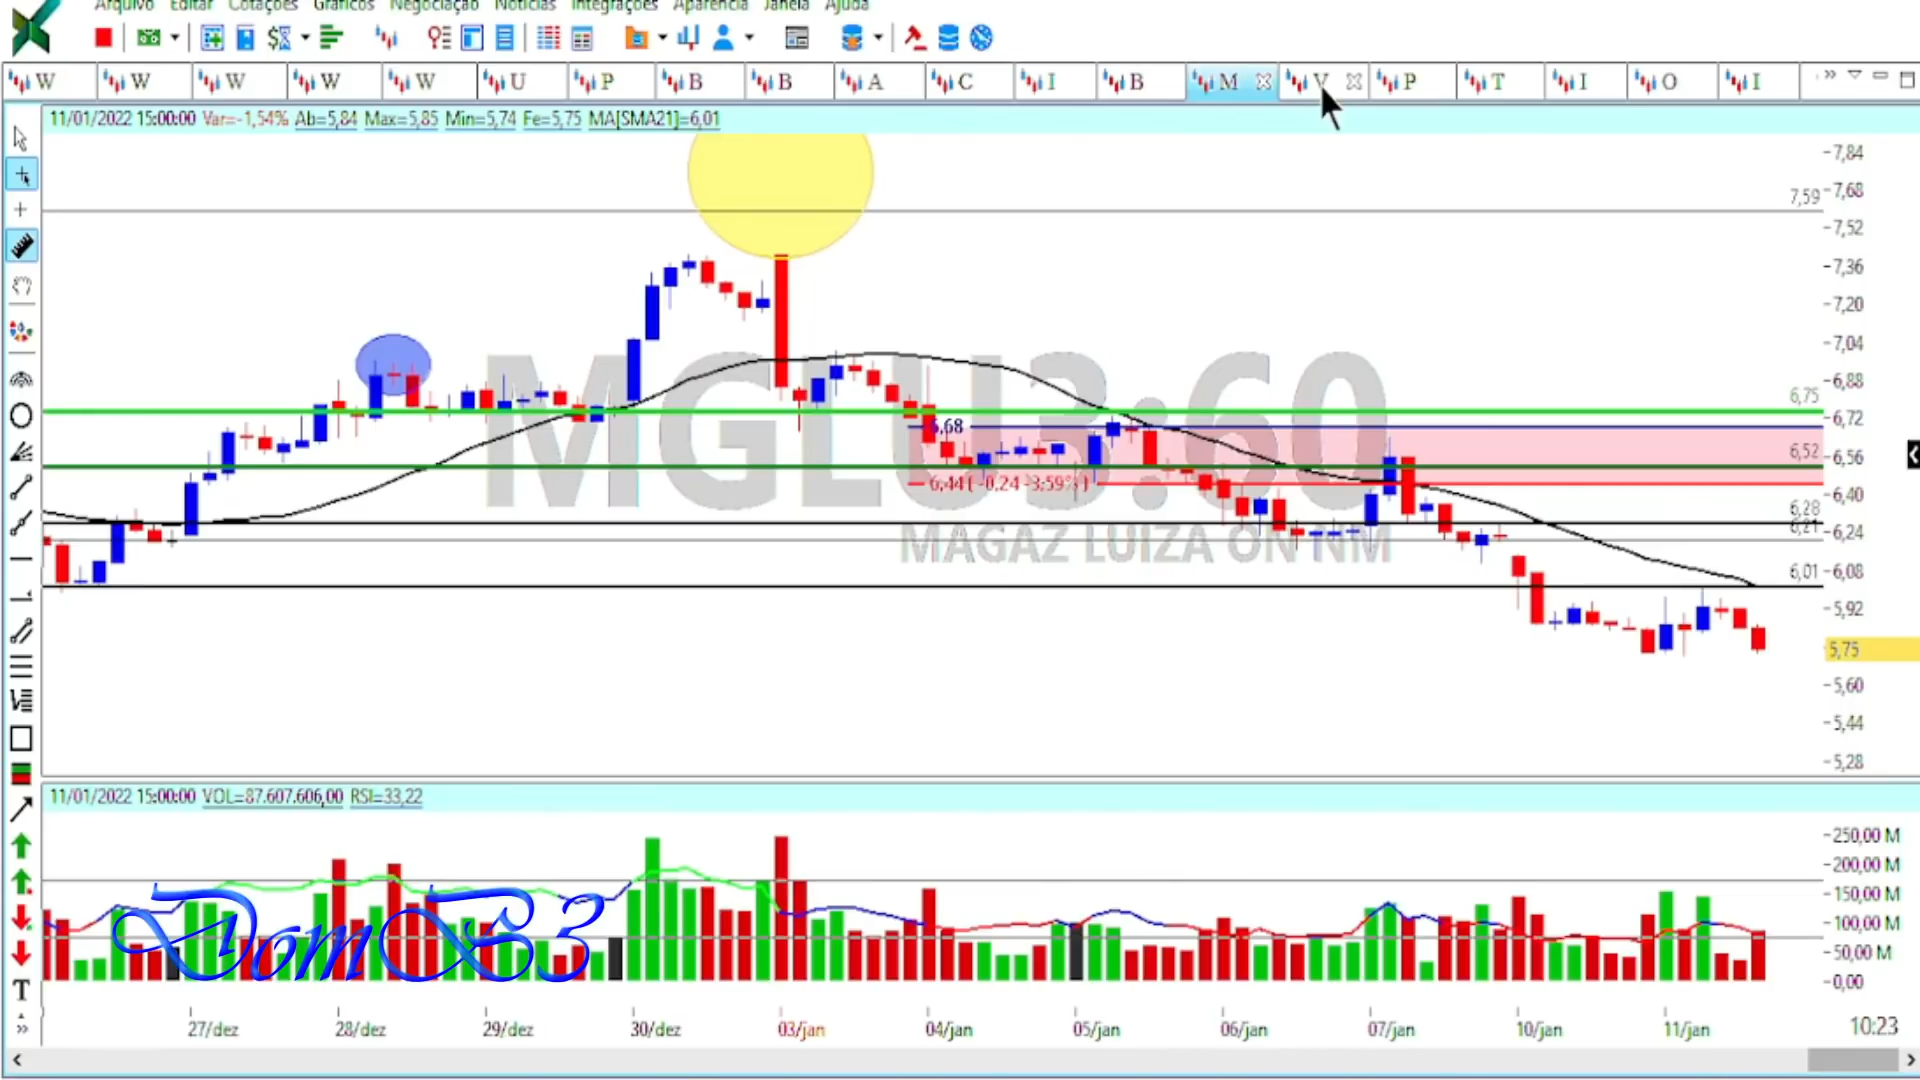 Arquivo Editar Cotações Gráficos Negociação Notícias Integrações Aparência Janela Ajuda
W W W W W U P B B A C I B M V P T I O I
11/01/2022 15:00:00 Var=-1,54% Ab=5,84 Max=5,85 Min=5,74 Fe=5,75 MA[SMA21]=6,01
MGLU3:60
MAGAZ LUIZA ON NM
6,68
6,44 ( -0,24 -3,59% )
7,59
6,75
6,52
6,28
6,21
6,01
7,84
7,68
7,52
7,36
7,20
7,04
6,88
6,72
6,56
6,40
6,24
6,08
5,92
5,75
5,60
5,44
5,28
11/01/2022 15:00:00 VOL=87.607.606,00 RSI=33,22
250,00 M
200,00 M
150,00 M
100,00 M
50,00 M
0,00
DomB3
T
27/dez 28/dez 29/dez 30/dez 03/jan 04/jan 05/jan 06/jan 07/jan 10/jan 11/jan 10:23